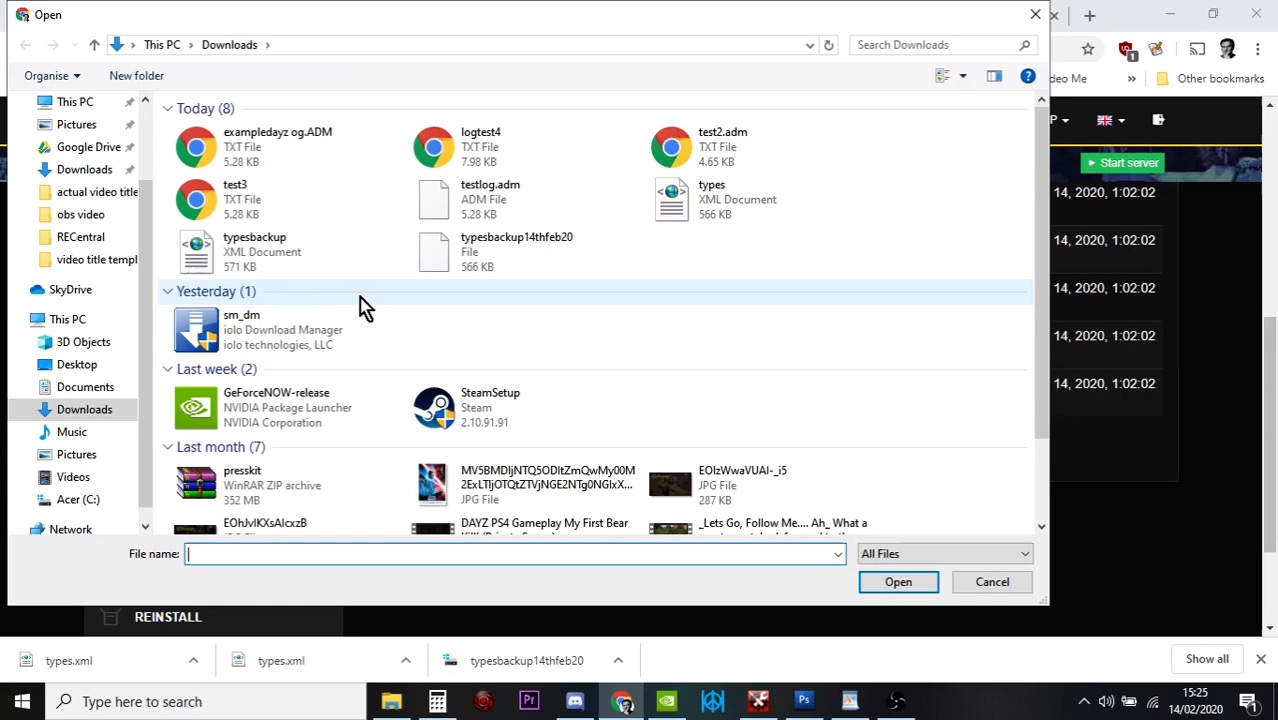 Open
This PC
Downloads
Search Downloads
Organise
New folder
Other bookmarks
This PC
Pictures
Google Drive
Downloads
actual video title
obs video
RECentral
video title templ
SkyDrive
This PC
3D Objects
Desktop
Documents
Downloads
Music
Pictures
Videos
Acer (C:)
Network
Today (8)
exampledayz og.ADM
TXT File
5.28 KB
logtest4
TXT File
7.98 KB
test2.adm
TXT File
4.65 KB
test3
TXT File
5.28 KB
testlog.adm
ADM File
5.28 KB
types
XML Document
566 KB
typesbackup
XML Document
571 KB
typesbackup14thfeb20
File
566 KB
Yesterday (1)
sm_dm
iolo Download Manager
iolo technologies, LLC
Last week (2)
GeForceNOW-release
NVIDIA Package Launcher
NVIDIA Corporation
SteamSetup
Steam
2.10.91.91
Last month (7)
presskit
WinRAR ZIP archive
352 MB
MV5BMDljNTQ5ODItZmQwMy00M
2ExLTljOTQtZTVjNGE2NTg0NGIxX...
JPG File
EOIzWwaVUAI-_i5
JPG File
287 KB
EOhJvlKXsAIcxzB
DAYZ PS4 Gameplay My First Bear
_Lets Go, Follow Me.... Ah_ What a
File name:
All Files
Open
Cancel
deo Me
P
Start server
14, 2020, 1:02:02
14, 2020, 1:02:02
14, 2020, 1:02:02
14, 2020, 1:02:02
14, 2020, 1:02:02
REINSTALL
types.xml
types.xml
typesbackup14thfeb20
Show all
Type here to search
15:25
14/02/2020